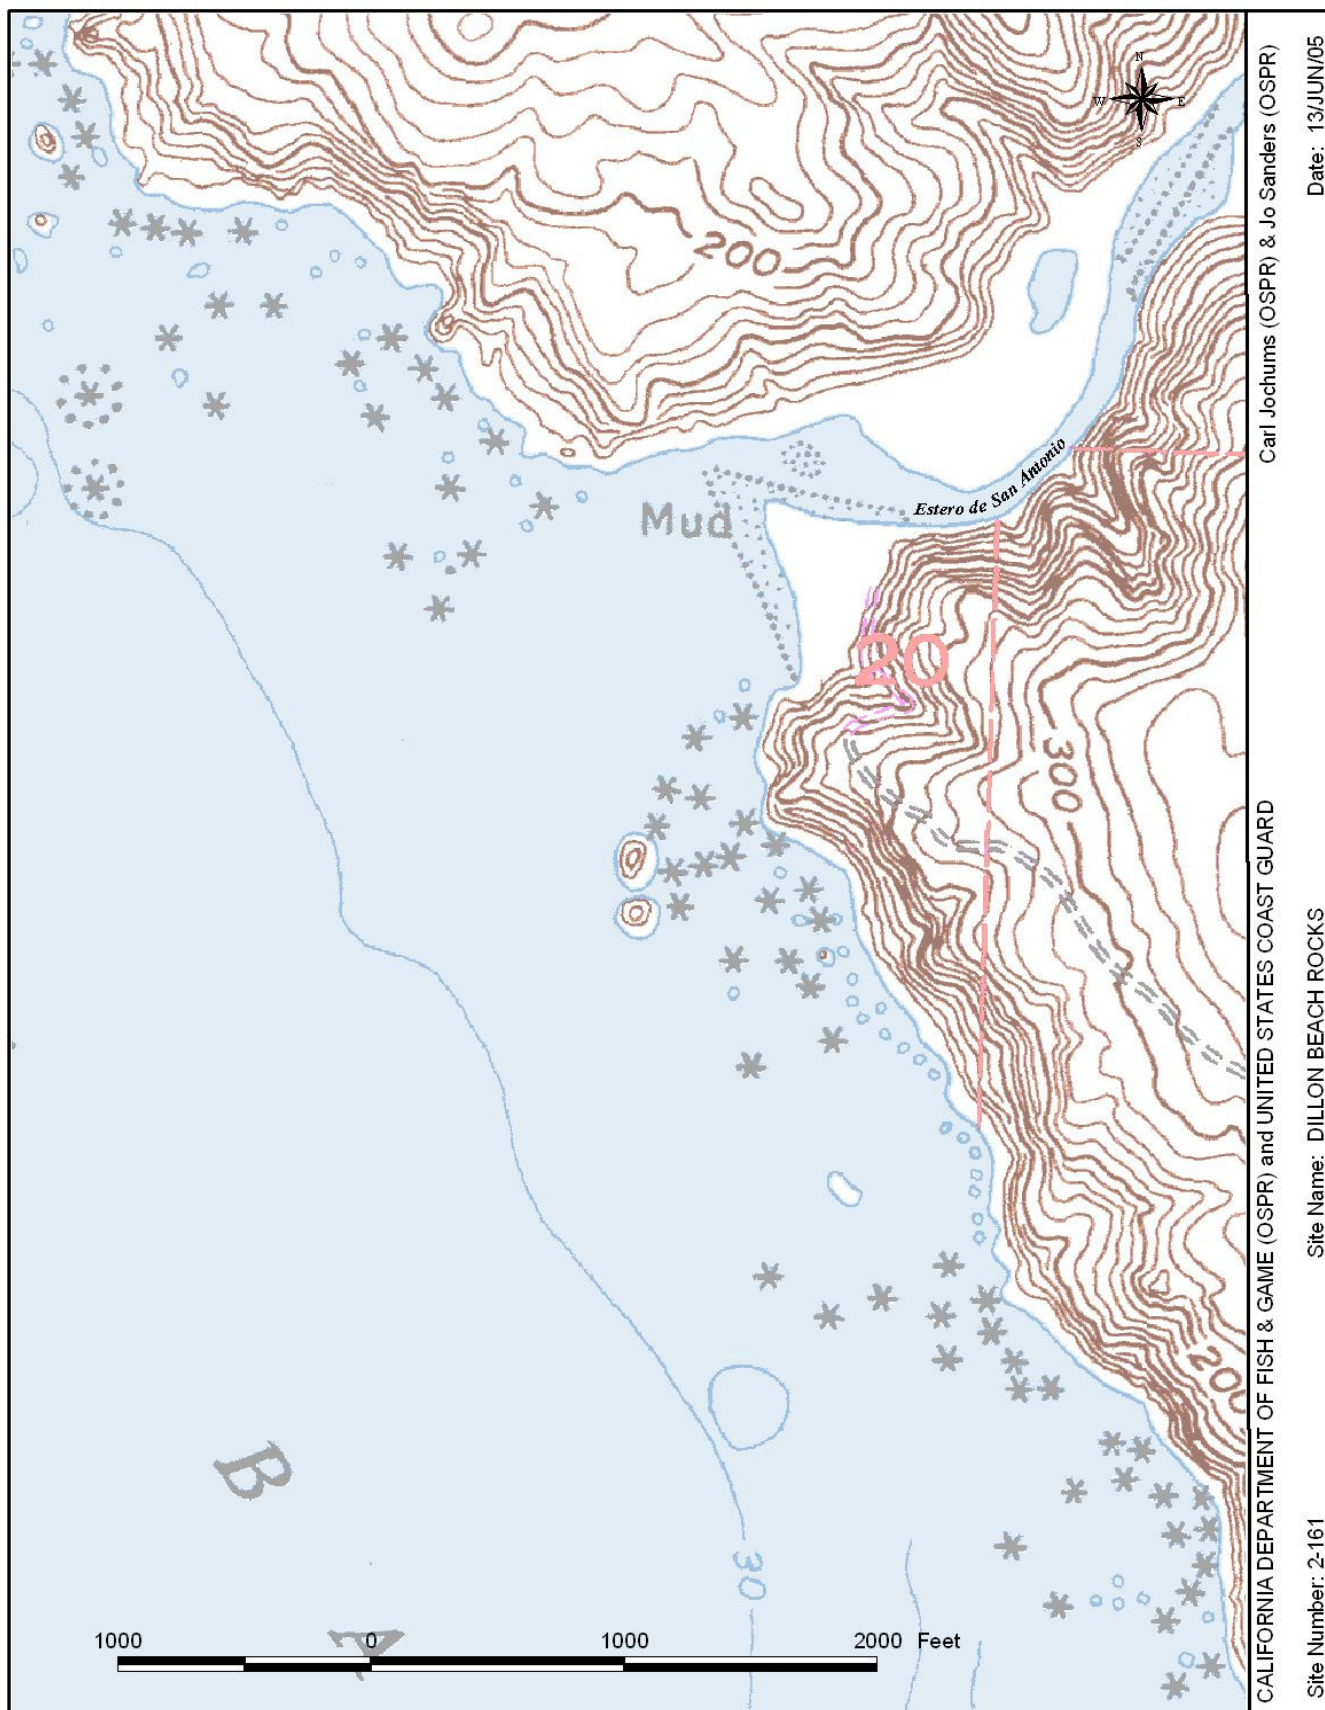 N
W E
S
200
Mud
Estero de San Antonio
20
300
200
B
A
30
1000 0 1000 2000 Feet
CALIFORNIA DEPARTMENT OF FISH & GAME (OSPR) and UNITED STATES COAST GUARD Carl Jochums (OSPR) & Jo Sanders (OSPR)
Site Number: 2-161 Site Name: DILLON BEACH ROCKS Date: 13/JUN/05